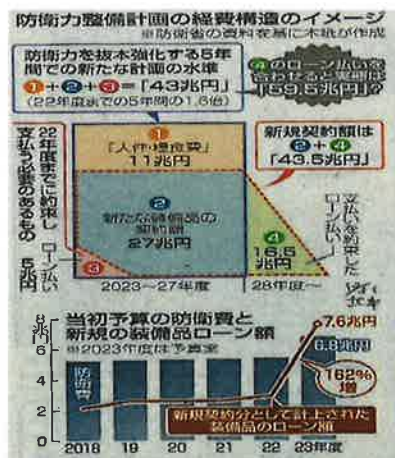 防衛力整備計画の経費構造のイメージ
※防衛省の資料を基に本紙が作成
防衛力を抜本強化する5年
間での新たな計画の水準
①+②+③=「43兆円」
(22年度までの5年間の1.6倍)
④のローン払いを
合わせると実態は
「59.5兆円」?
①
「人件・糧食費」
11兆円
新規契約額は
②+④
「43.5兆円」
22年度までに約束し
支払う必要のあるもの
ローン払い 5兆円
②
新たな装備品の
契約額
27兆円
③
④
16.5
兆円
支払いを約束した
ローン払い
2023〜27年度
28年度〜
当初予算の防衛費と
新規の装備品ローン額
※2023年度は予算案
兆円
8
6
4
2
0
防衛費
7.6兆円
6.8兆円
162%
増
新規契約分として計上された
装備品のローン額
2018
19
20
21
22
23年度